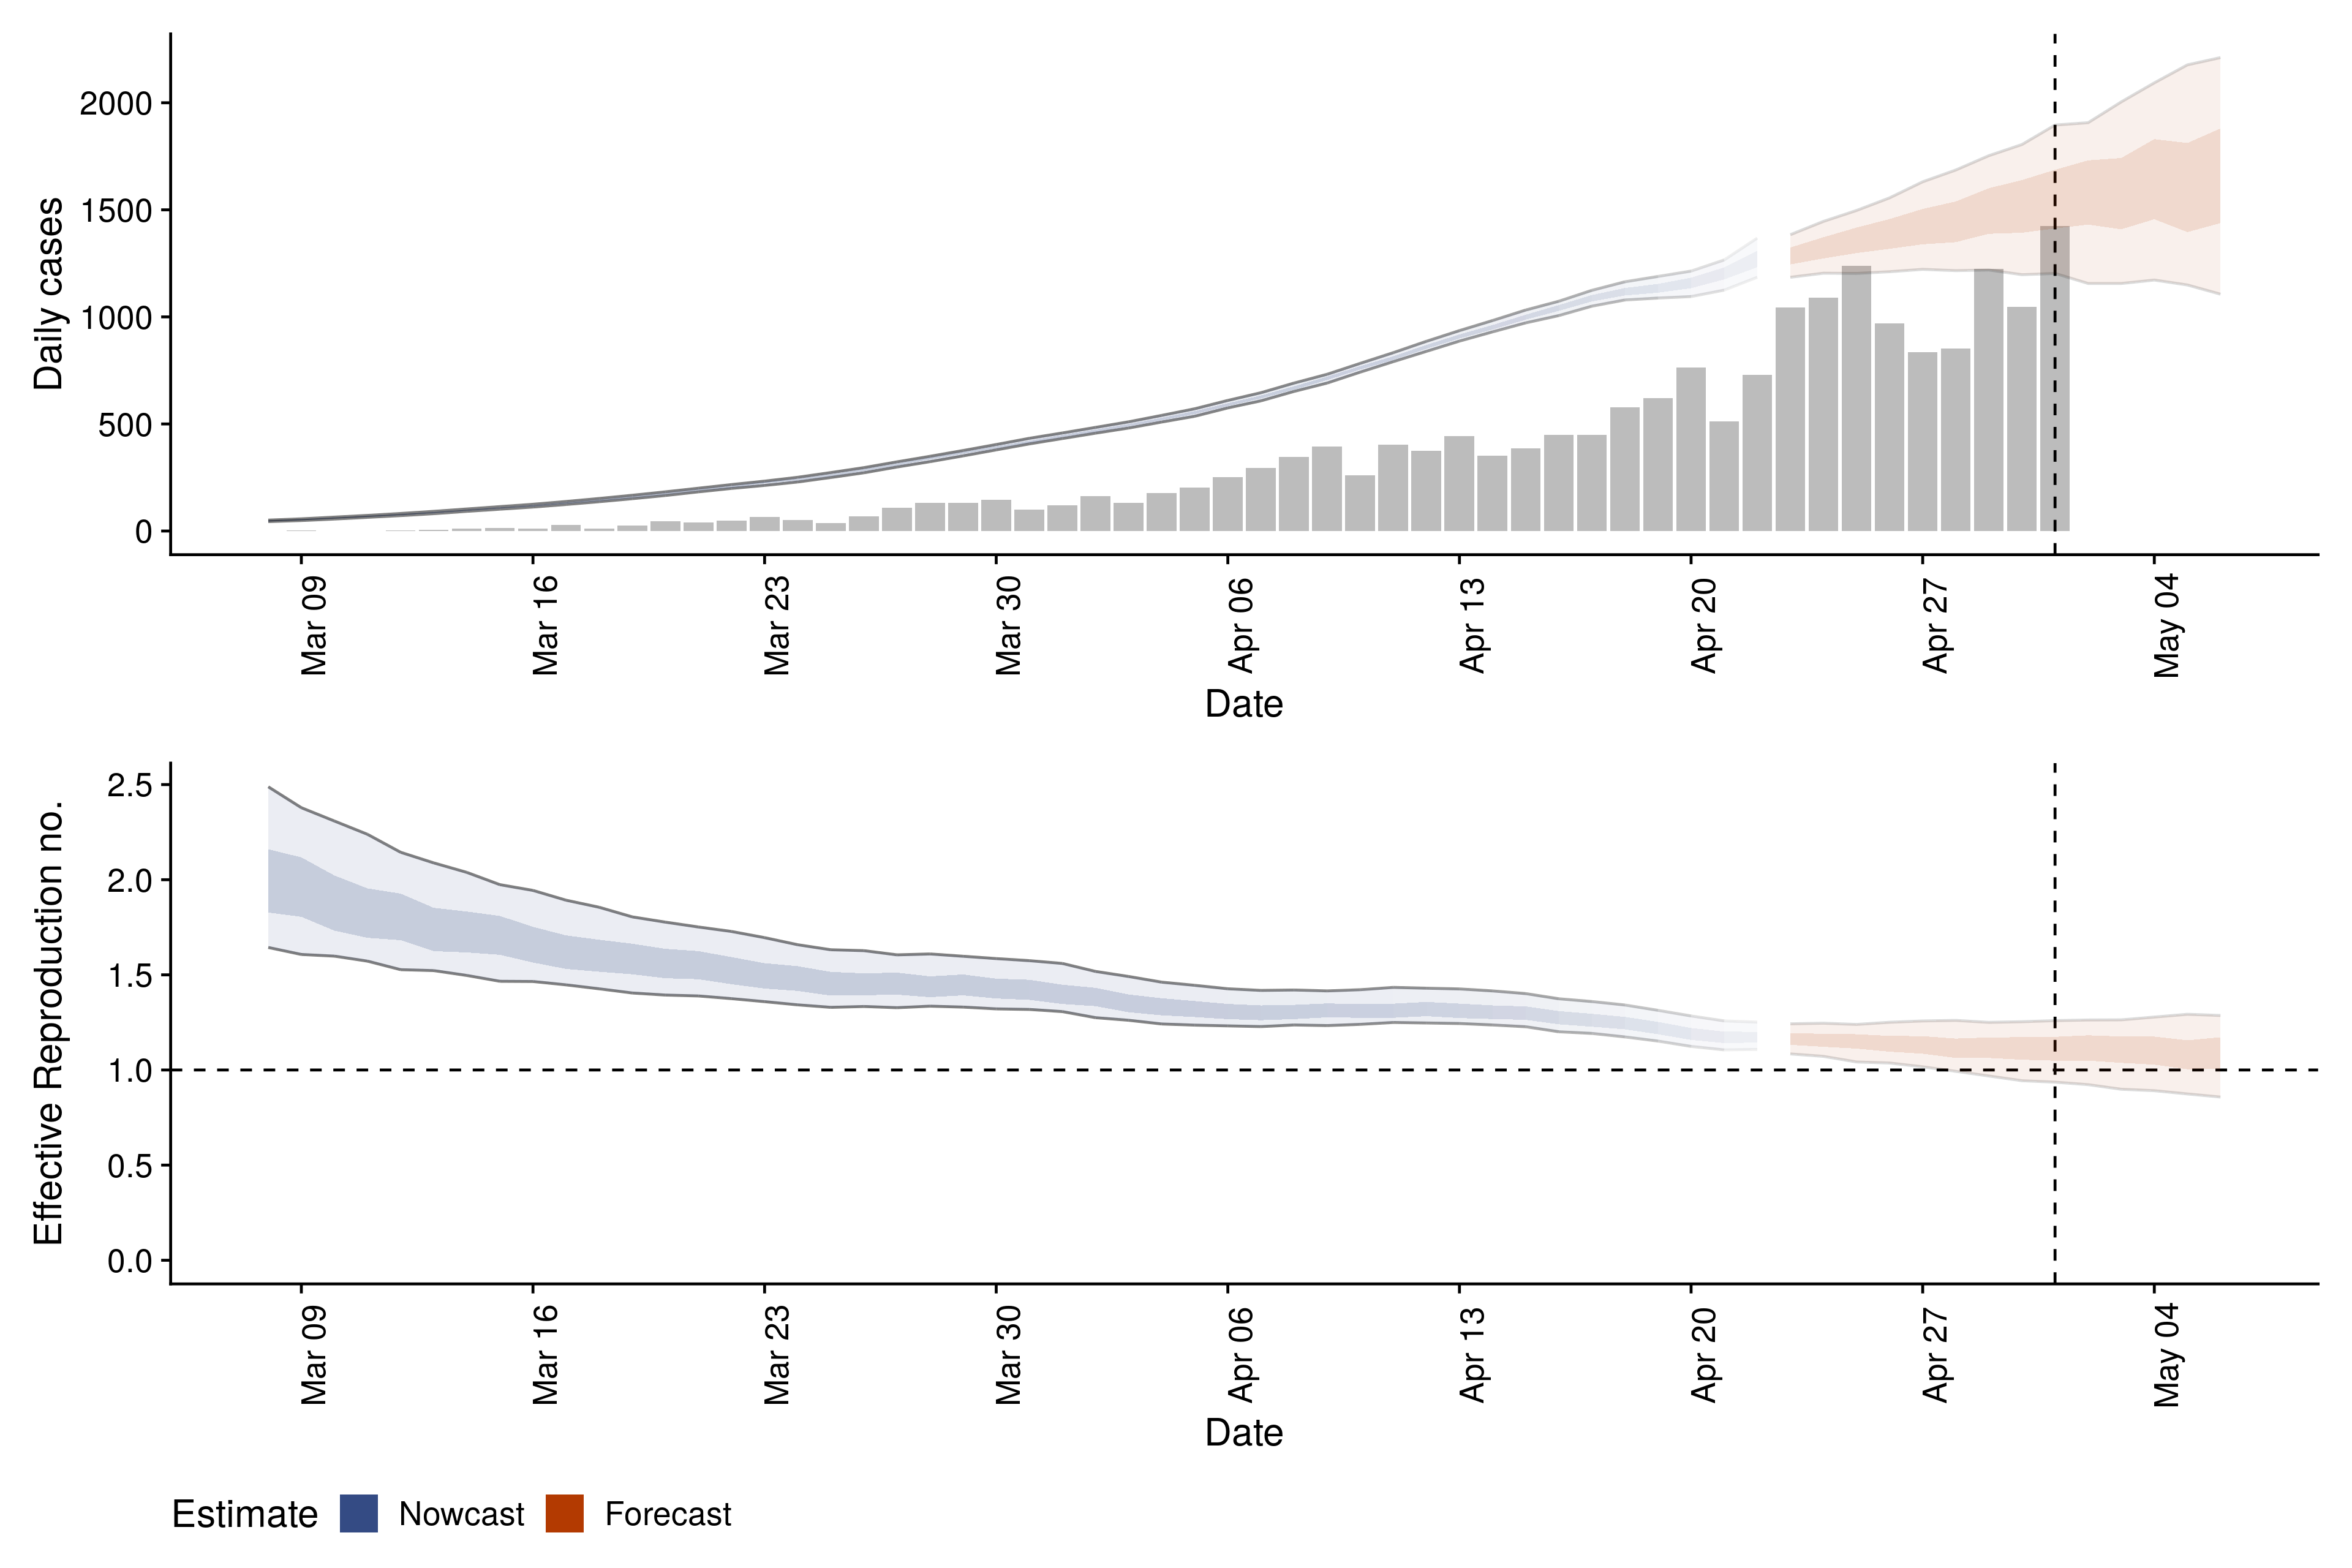 Daily cases
2000
1500
1000
500
0
Mar 09 Mar 16 Mar 23 Mar 30 Apr 06 Apr 13 Apr 20 Apr 27 May 04
Date
Effective Reproduction no.
2.5
2.0
1.5
1.0
0.5
0.0
Mar 09 Mar 16 Mar 23 Mar 30 Apr 06 Apr 13 Apr 20 Apr 27 May 04
Date
Estimate Nowcast Forecast